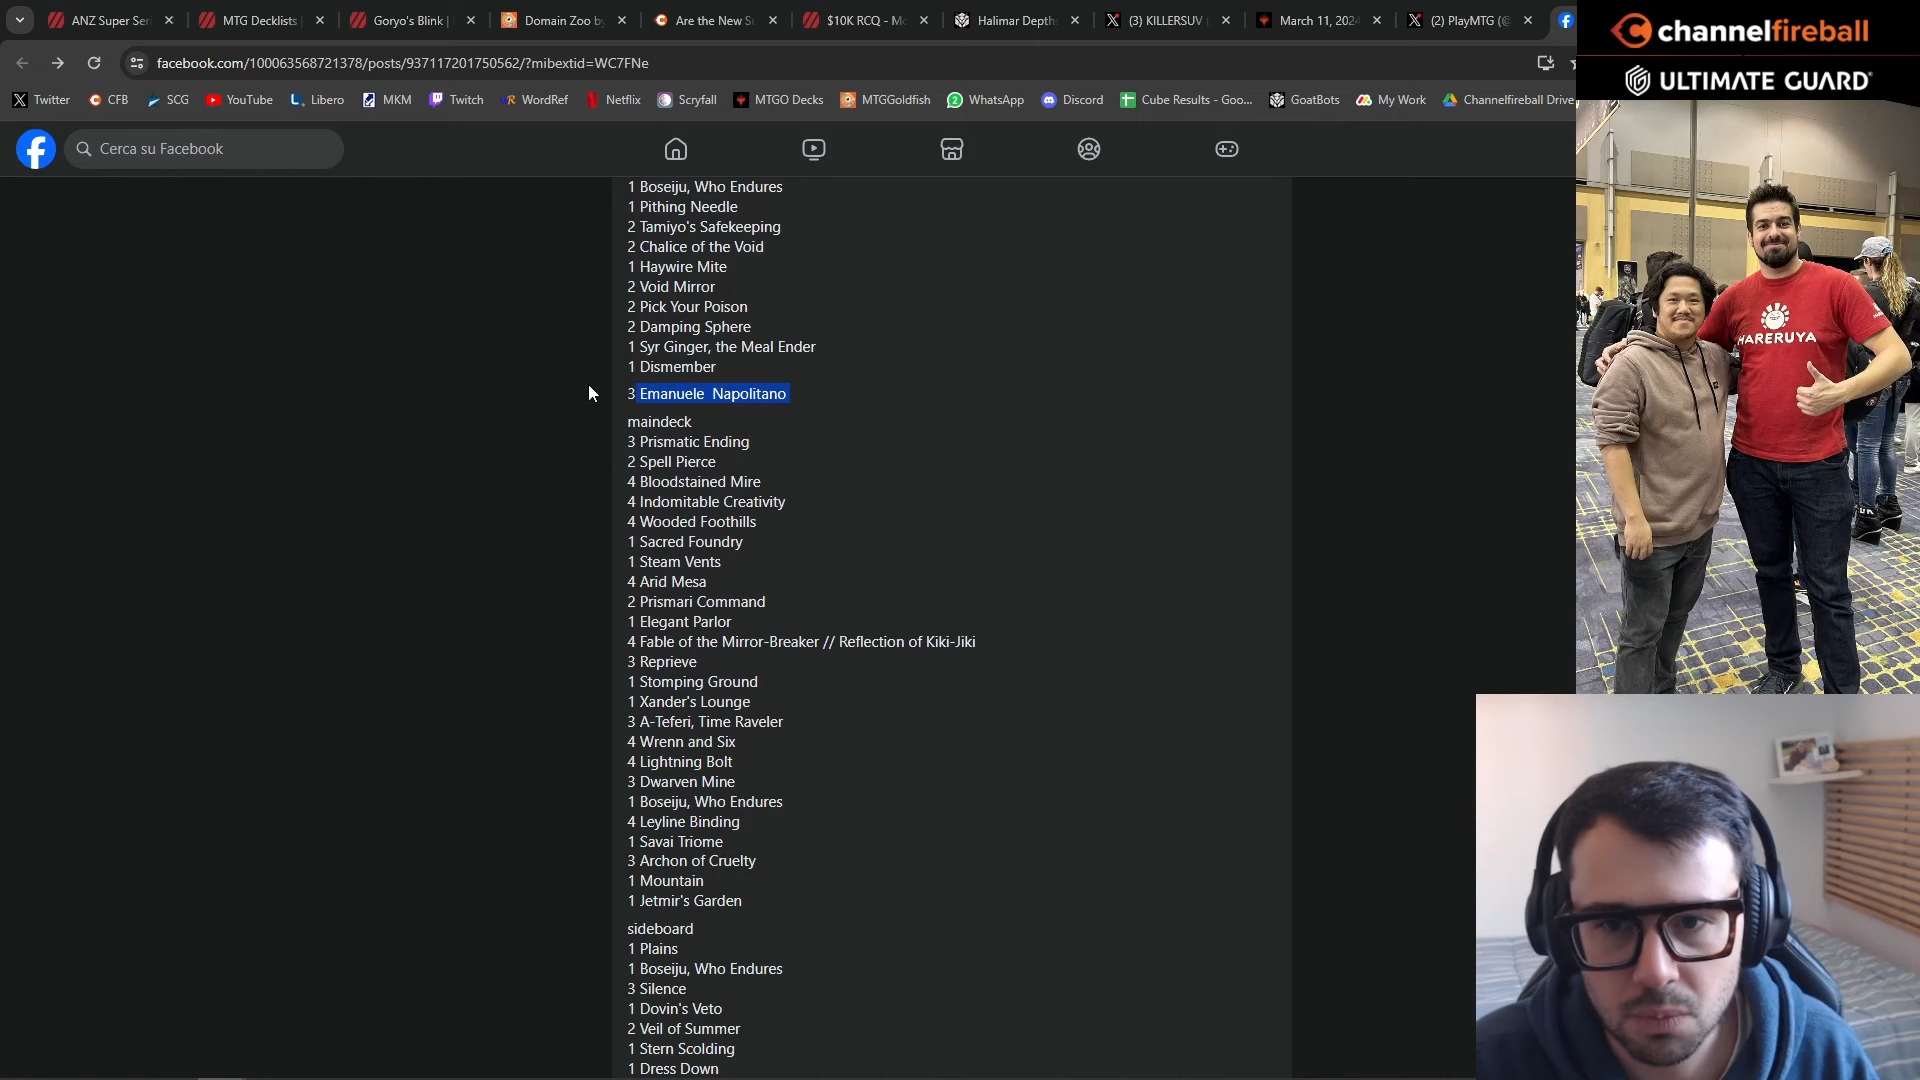 ANZ Super Seri
MTG Decklists
Goryo's Blink |
Domain Zoo by
Are the New Su
$10K RCQ - Mo
Halimar Depths
(3) KILLERSUV
March 11, 2024
(2) PlayMTG (@
channelfireball
ULTIMATE GUARD
facebook.com/100063568721378/posts/937117201750562/?mibextid=WC7FNe
Twitter
CFB
SCG
YouTube
Libero
MKM
Twitch
WordRef
Netflix
Scryfall
MTGO Decks
MTGGoldfish
WhatsApp
Discord
Cube Results - Goo...
GoatBots
My Work
Channelfireball Drive
Cerca su Facebook
1 Boseiju, Who Endures
1 Pithing Needle
2 Tamiyo's Safekeeping
2 Chalice of the Void
1 Haywire Mite
2 Void Mirror
2 Pick Your Poison
2 Damping Sphere
1 Syr Ginger, the Meal Ender
1 Dismember
3 Emanuele  Napolitano
maindeck
3 Prismatic Ending
2 Spell Pierce
4 Bloodstained Mire
4 Indomitable Creativity
4 Wooded Foothills
1 Sacred Foundry
1 Steam Vents
4 Arid Mesa
2 Prismari Command
1 Elegant Parlor
4 Fable of the Mirror-Breaker // Reflection of Kiki-Jiki
3 Reprieve
1 Stomping Ground
1 Xander's Lounge
3 A-Teferi, Time Raveler
4 Wrenn and Six
4 Lightning Bolt
3 Dwarven Mine
1 Boseiju, Who Endures
4 Leyline Binding
1 Savai Triome
3 Archon of Cruelty
1 Mountain
1 Jetmir's Garden
sideboard
1 Plains
1 Boseiju, Who Endures
3 Silence
1 Dovin's Veto
2 Veil of Summer
1 Stern Scolding
1 Dress Down
HARERUYA